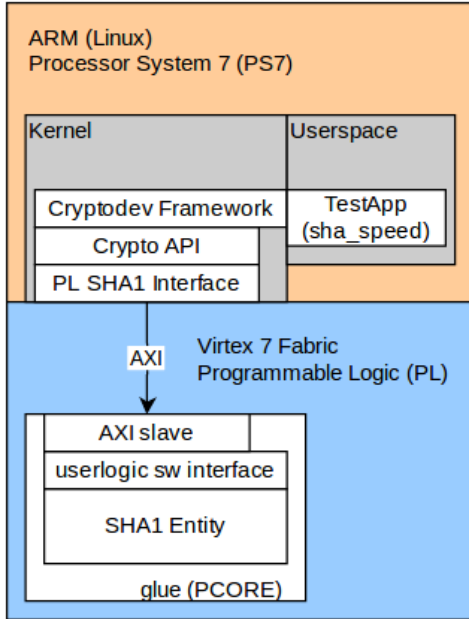 ARM (Linux)
Processor System 7 (PS7)
Kernel
Userspace
Cryptodev Framework
TestApp
(sha_speed)
Crypto API
PL SHA1 Interface
AXI
Virtex 7 Fabric
Programmable Logic (PL)
AXI slave
userlogic sw interface
SHA1 Entity
glue (PCORE)